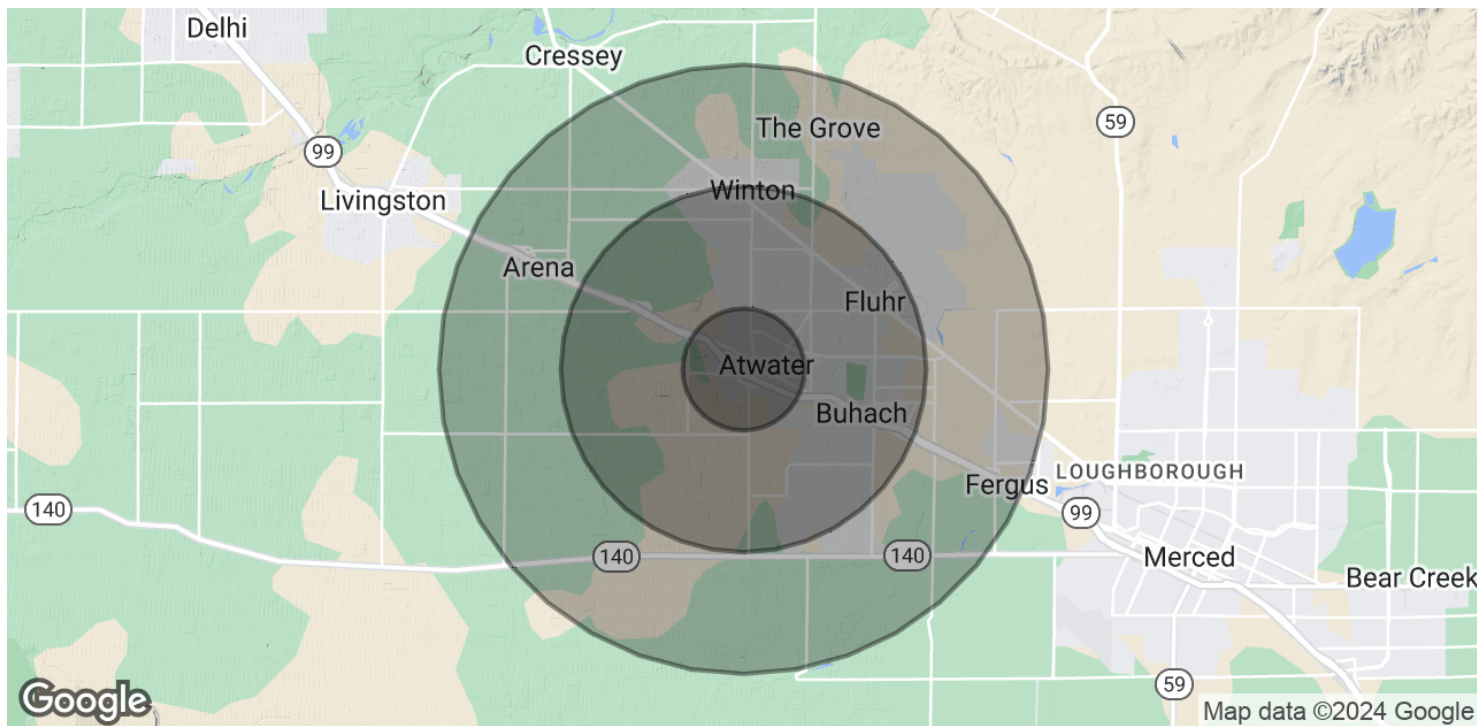 Delhi
Cressey
59
The Grove
99
Winton
Livingston
Arena
Fluhr
Atwater
Buhach
LOUGHBOROUGH
Fergus
140
99
140
140
Merced
Bear Creek
59
Google
Map data ©2024 Google